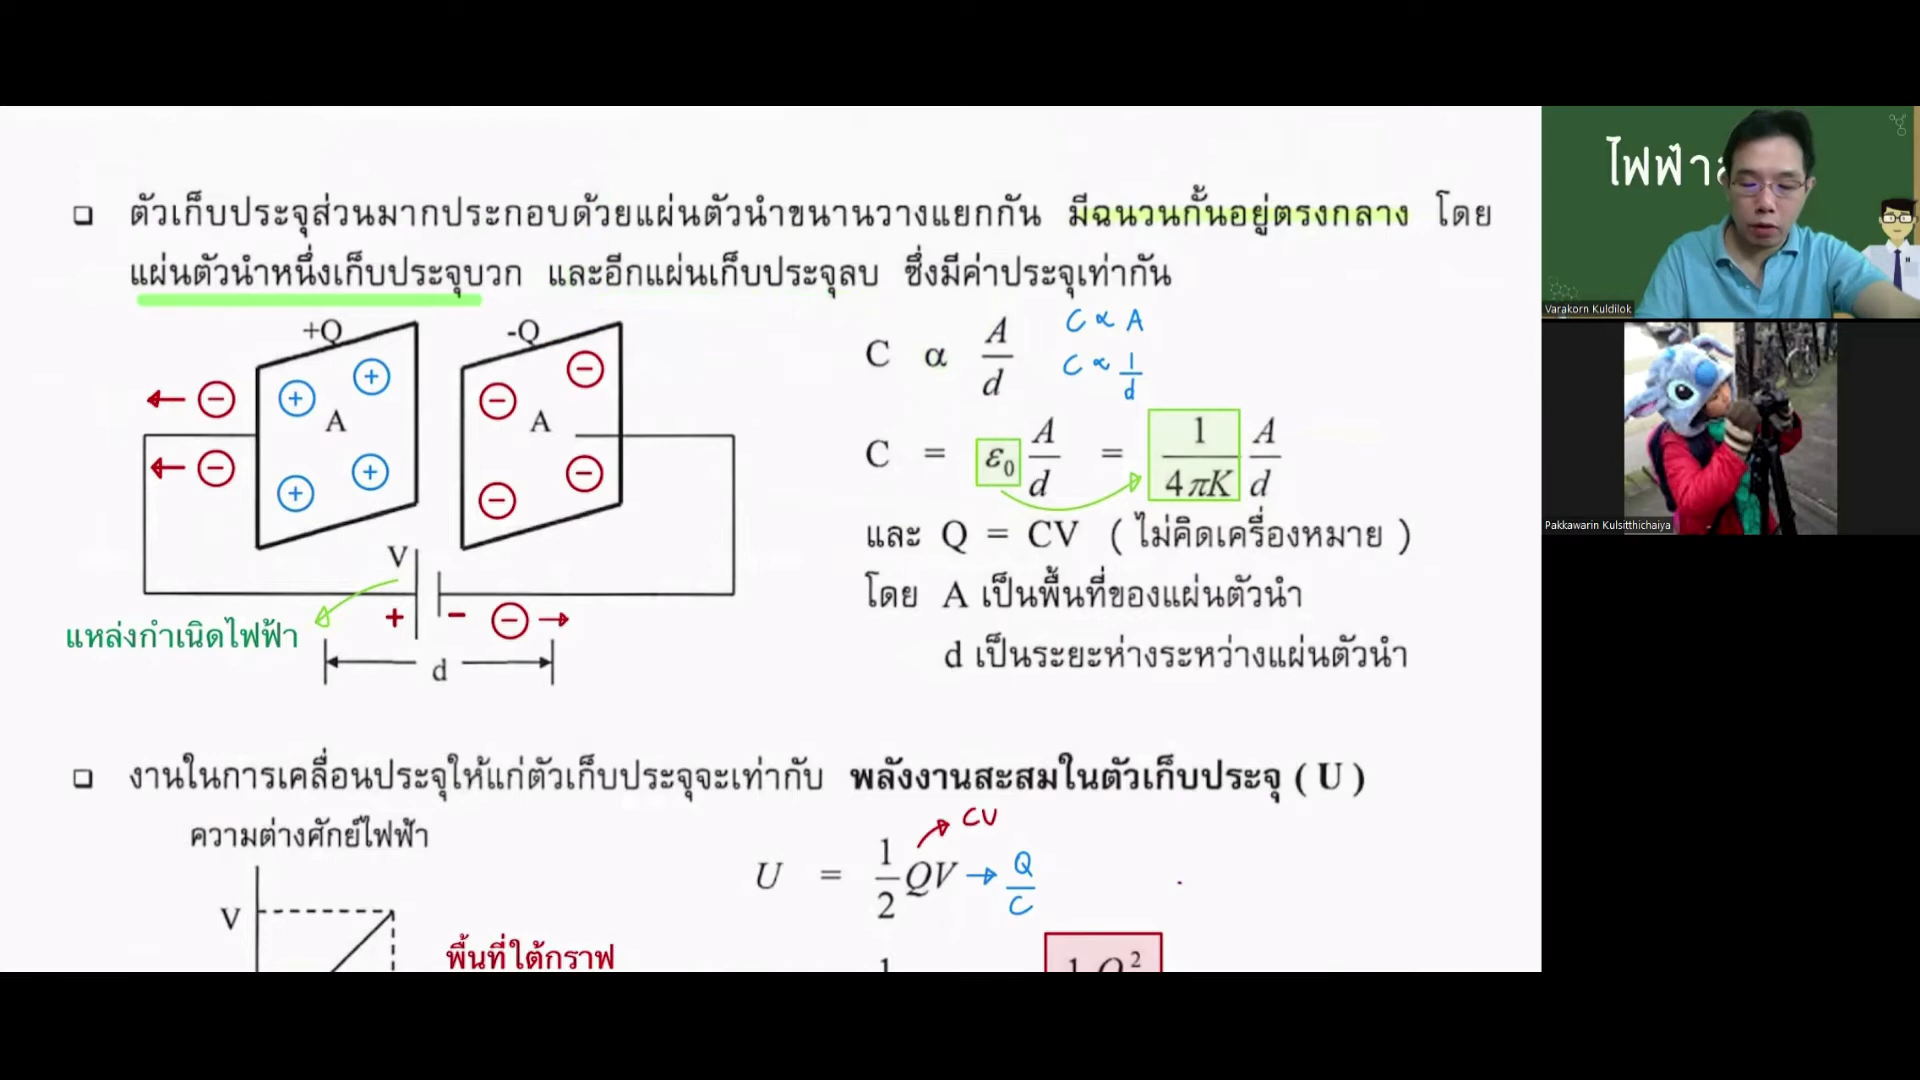 ❏ ตัวเก็บประจุส่วนมากประกอบด้วยแผ่นตัวนำขนานวางแยกกัน มีฉนวนกั้นอยู่ตรงกลาง โดย
แผ่นตัวนำหนึ่งเก็บประจุบวก และอีกแผ่นเก็บประจุลบ ซึ่งมีค่าประจุเท่ากัน
+Q
-Q
A
A
V
+ −
แหล่งกำเนิดไฟฟ้า
d
C α A/d
C ∝ A
C ∝ 1/d
C = ε₀ A/d = 1/4πK A/d
และ Q = CV ( ไม่คิดเครื่องหมาย )
โดย A เป็นพื้นที่ของแผ่นตัวนำ
d เป็นระยะห่างระหว่างแผ่นตัวนำ
❏ งานในการเคลื่อนประจุให้แก่ตัวเก็บประจุจะเท่ากับ พลังงานสะสมในตัวเก็บประจุ ( U )
ความต่างศักย์ไฟฟ้า
V
พื้นที่ใต้กราฟ
CV
U = 1/2 QV → Q/C
ไฟฟ้า
Varakorn Kuldilok
Pakkawarin Kulsitthichaiya